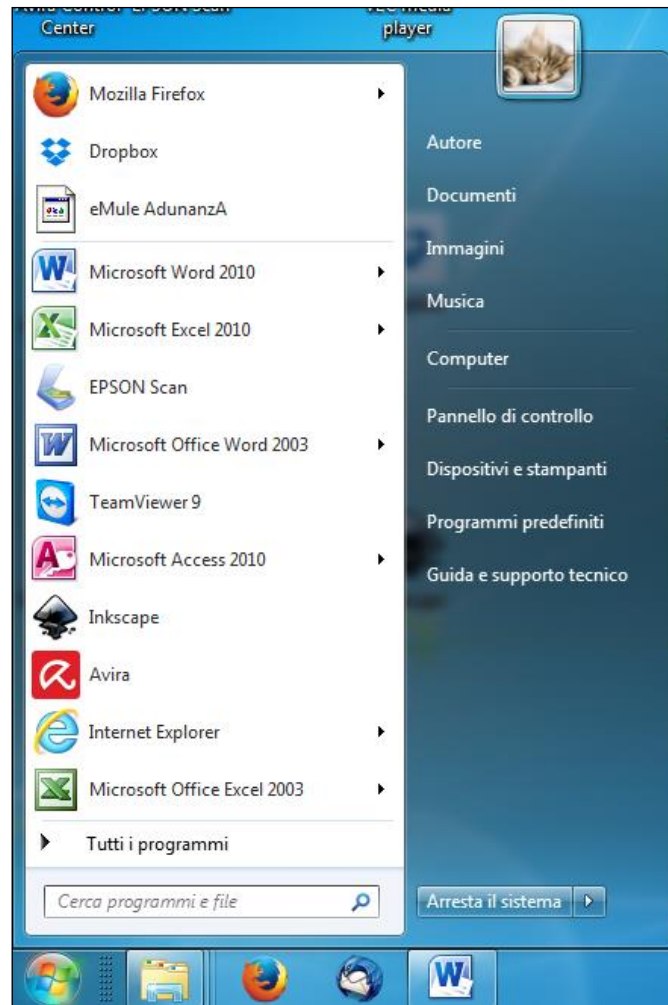 Center
player
Mozilla Firefox
Dropbox
eMule AdunanzA
Microsoft Word 2010
Microsoft Excel 2010
EPSON Scan
Microsoft Office Word 2003
TeamViewer 9
Microsoft Access 2010
Inkscape
Avira
Internet Explorer
Microsoft Office Excel 2003
Tutti i programmi
Cerca programmi e file
Autore
Documenti
Immagini
Musica
Computer
Pannello di controllo
Dispositivi e stampanti
Programmi predefiniti
Guida e supporto tecnico
Arresta il sistema